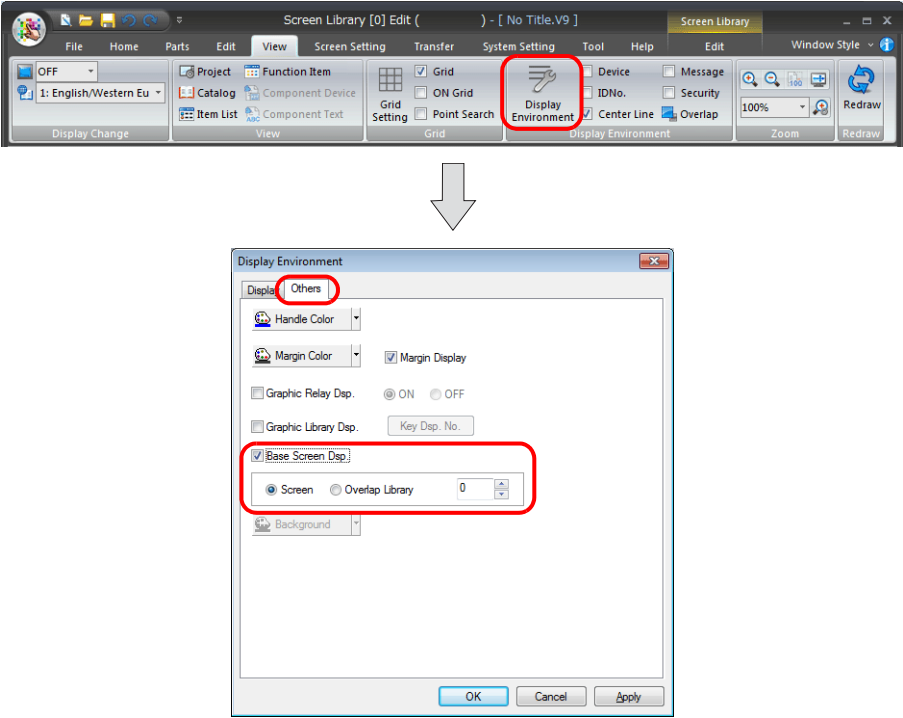 Screen Library [0] Edit ( ) - [ No Title.V9 ]
Screen Library
File Home Parts Edit View Screen Setting Transfer System Setting Tool Help Edit Window Style
OFF
Project Function Item
Grid
Device
Message
1: English/Western Eu
Catalog Component Device
ON Grid
IDNo.
Security
100%
Item List Component Text
Grid Setting
Point Search
Display Environment
Center Line
Overlap
100
Redraw
Display Change View Grid Display Environment Zoom Redraw
Display Environment
Display Others
Handle Color
Margin Color Margin Display
Graphic Relay Dsp. ON OFF
Graphic Library Dsp. Key Dsp. No.
Base Screen Dsp.
Screen Overlap Library 0
Background
OK Cancel Apply